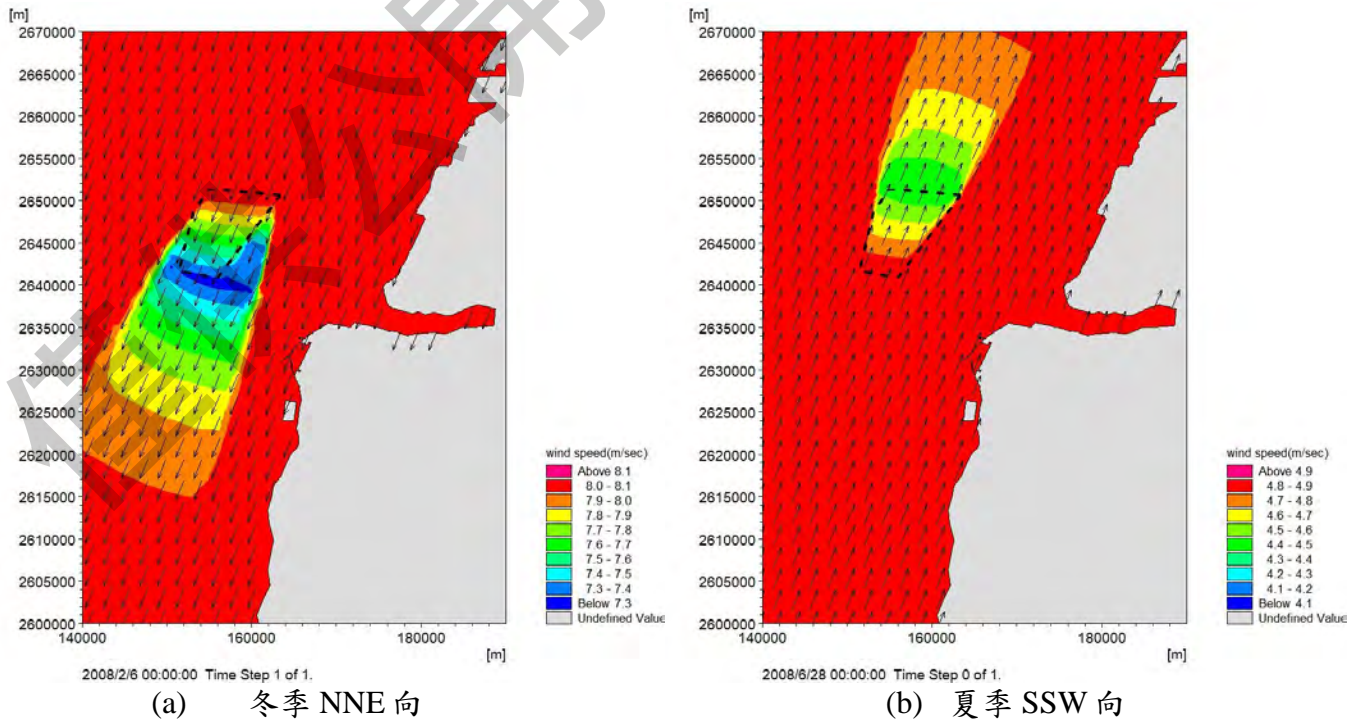 [m]
2670000
2665000
2660000
2655000
2650000
2645000
2640000
2635000
2630000
2625000
2620000
2615000
2610000
2605000
2600000
140000 160000 180000
[m]
wind speed(m/sec)
Above 8.1
8.0 - 8.1
7.9 - 8.0
7.8 - 7.9
7.7 - 7.8
7.6 - 7.7
7.5 - 7.6
7.4 - 7.5
7.3 - 7.4
Below 7.3
Undefined Value
2008/2/6 00:00:00 Time Step 1 of 1.
(a) 冬季 NNE 向
[m]
2670000
2665000
2660000
2655000
2650000
2645000
2640000
2635000
2630000
2625000
2620000
2615000
2610000
2605000
2600000
140000 160000 180000
[m]
wind speed(m/sec)
Above 4.9
4.8 - 4.9
4.7 - 4.8
4.6 - 4.7
4.5 - 4.6
4.4 - 4.5
4.3 - 4.4
4.2 - 4.3
4.1 - 4.2
Below 4.1
Undefined Value
2008/6/28 00:00:00 Time Step 0 of 1.
(b) 夏季 SSW 向